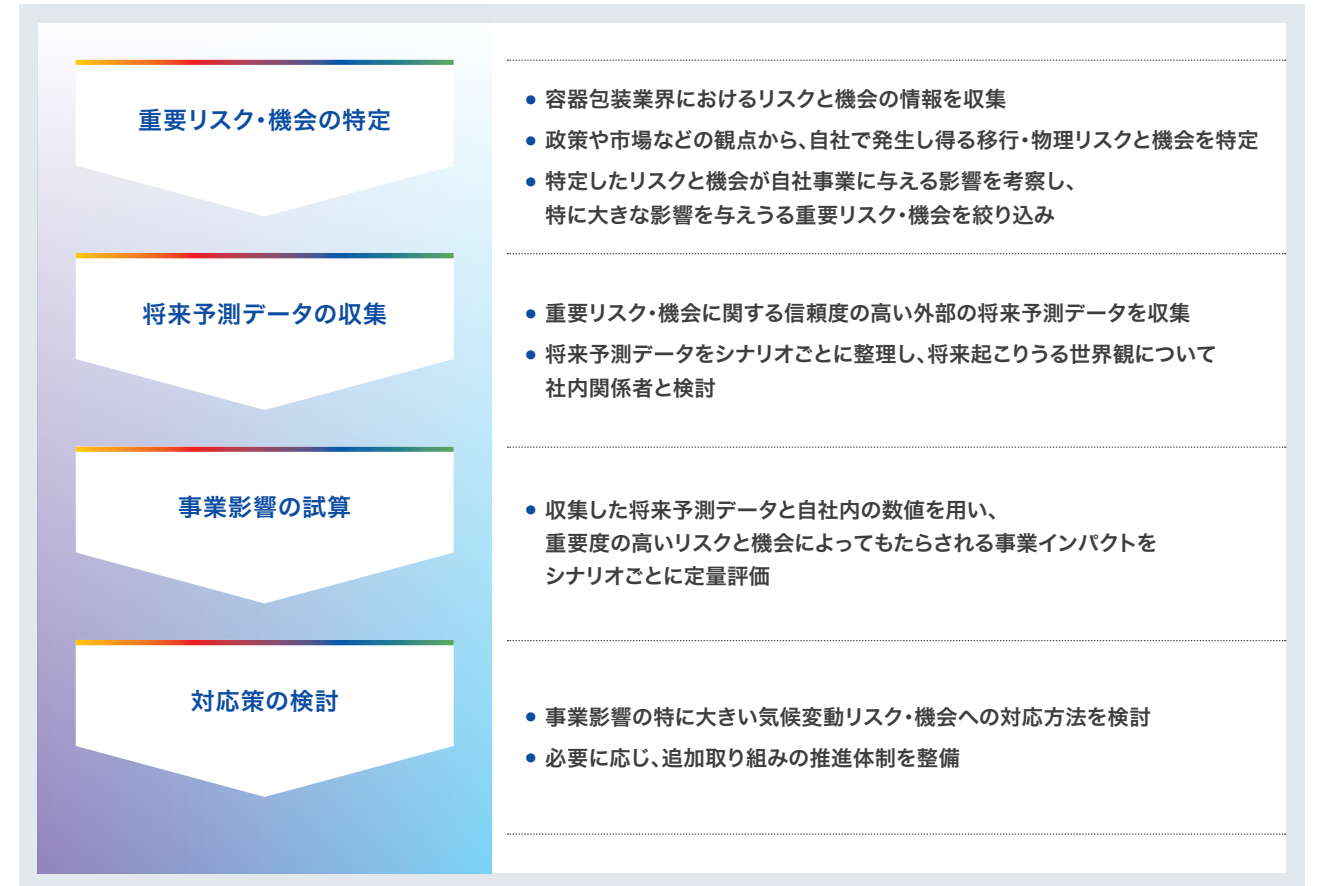 重要リスク・機会の特定
● 容器包装業界におけるリスクと機会の情報を収集
● 政策や市場などの観点から、自社で発生し得る移行・物理リスクと機会を特定
● 特定したリスクと機会が自社事業に与える影響を考察し、
特に大きな影響を与えうる重要リスク・機会を絞り込み
将来予測データの収集
● 重要リスク・機会に関する信頼度の高い外部の将来予測データを収集
● 将来予測データをシナリオごとに整理し、将来起こりうる世界観について
社内関係者と検討
事業影響の試算
● 収集した将来予測データと自社内の数値を用い、
重要度の高いリスクと機会によってもたらされる事業インパクトを
シナリオごとに定量評価
対応策の検討
● 事業影響の特に大きい気候変動リスク・機会への対応方法を検討
● 必要に応じ、追加取り組みの推進体制を整備